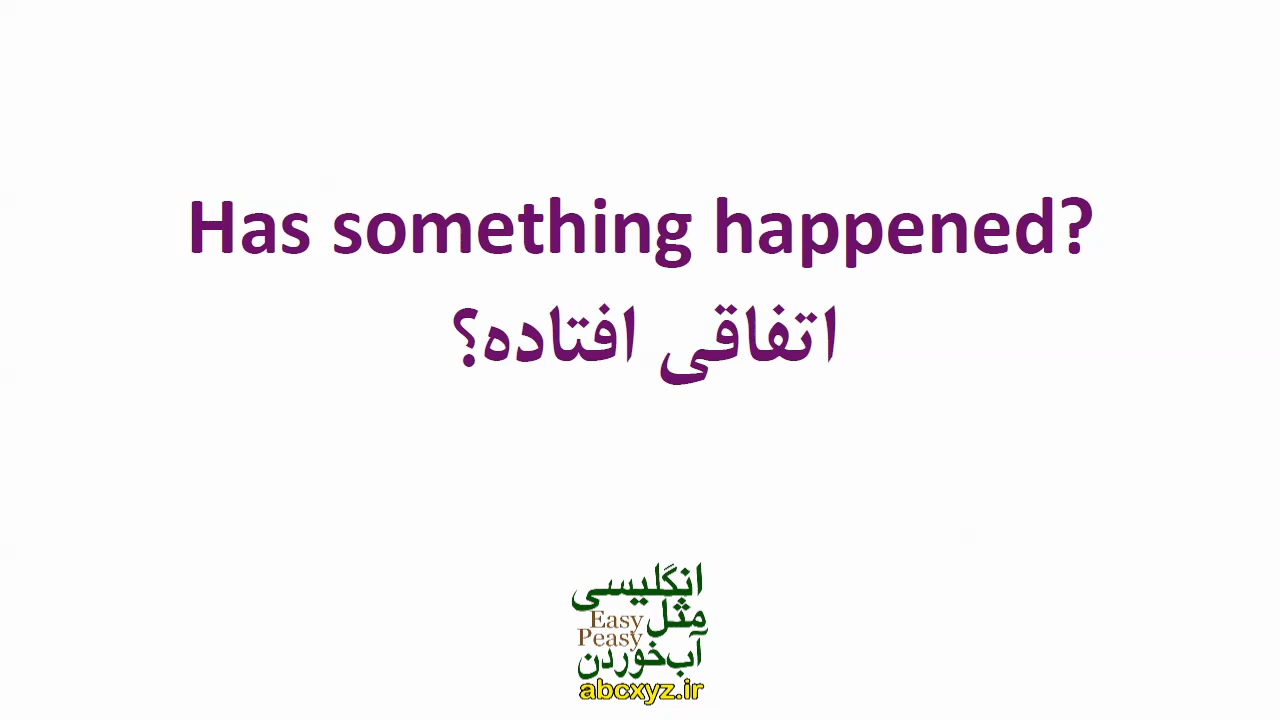 Has something happened?
اتفاقی افتاده؟
انگلیسی
مثل
Easy
Peasy
آب‌خوردن
abcxyz.ir